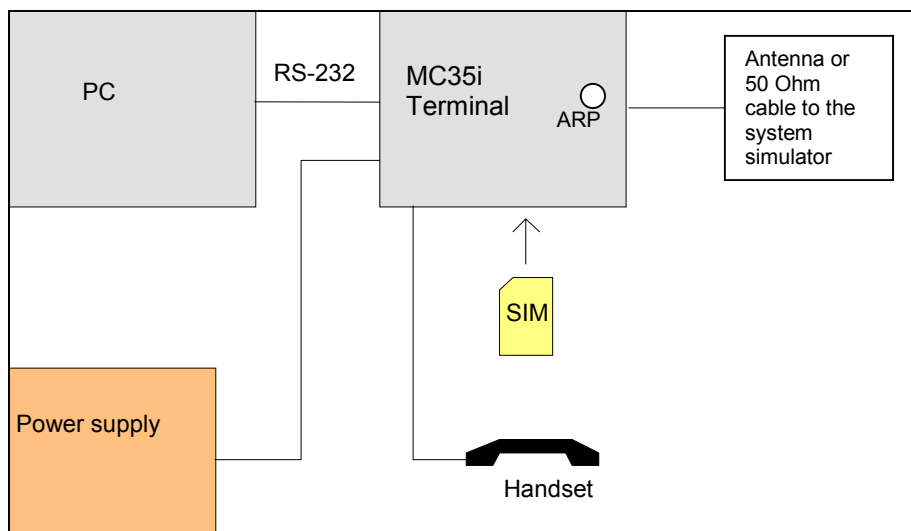 PC
RS-232
MC35i
Terminal
ARP
Antenna or
50 Ohm
cable to the
system
simulator
SIM
Power supply
Handset